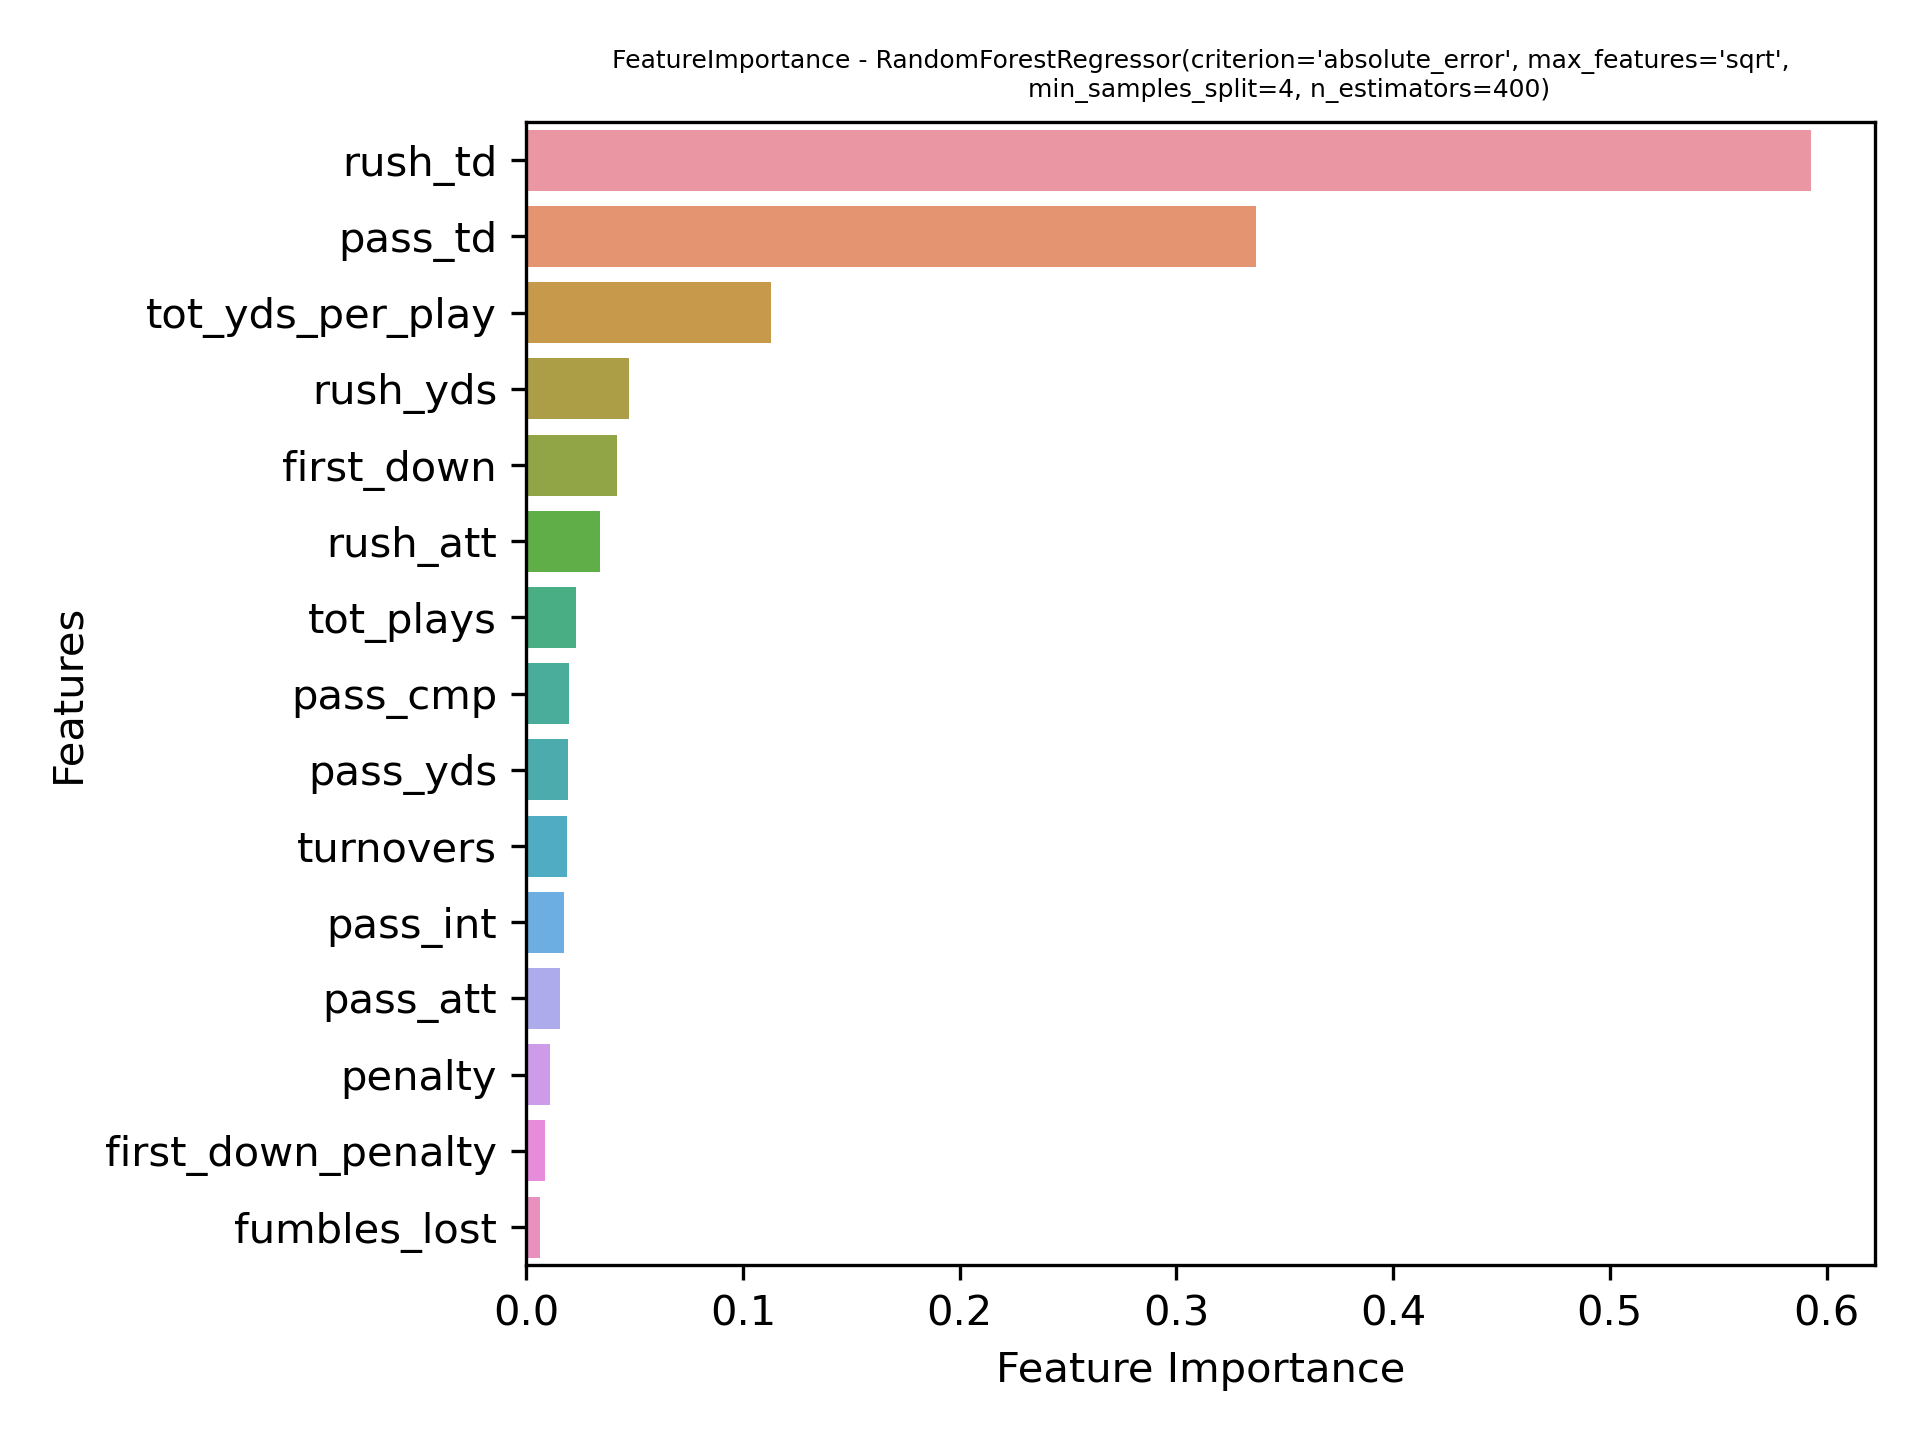 FeatureImportance - RandomForestRegressor(criterion='absolute_error', max_features='sqrt',
min_samples_split=4, n_estimators=400)
rush_td
pass_td
tot_yds_per_play
rush_yds
first_down
rush_att
tot_plays
pass_cmp
pass_yds
turnovers
pass_int
pass_att
penalty
first_down_penalty
fumbles_lost
Features
0.0 0.1 0.2 0.3 0.4 0.5 0.6
Feature Importance